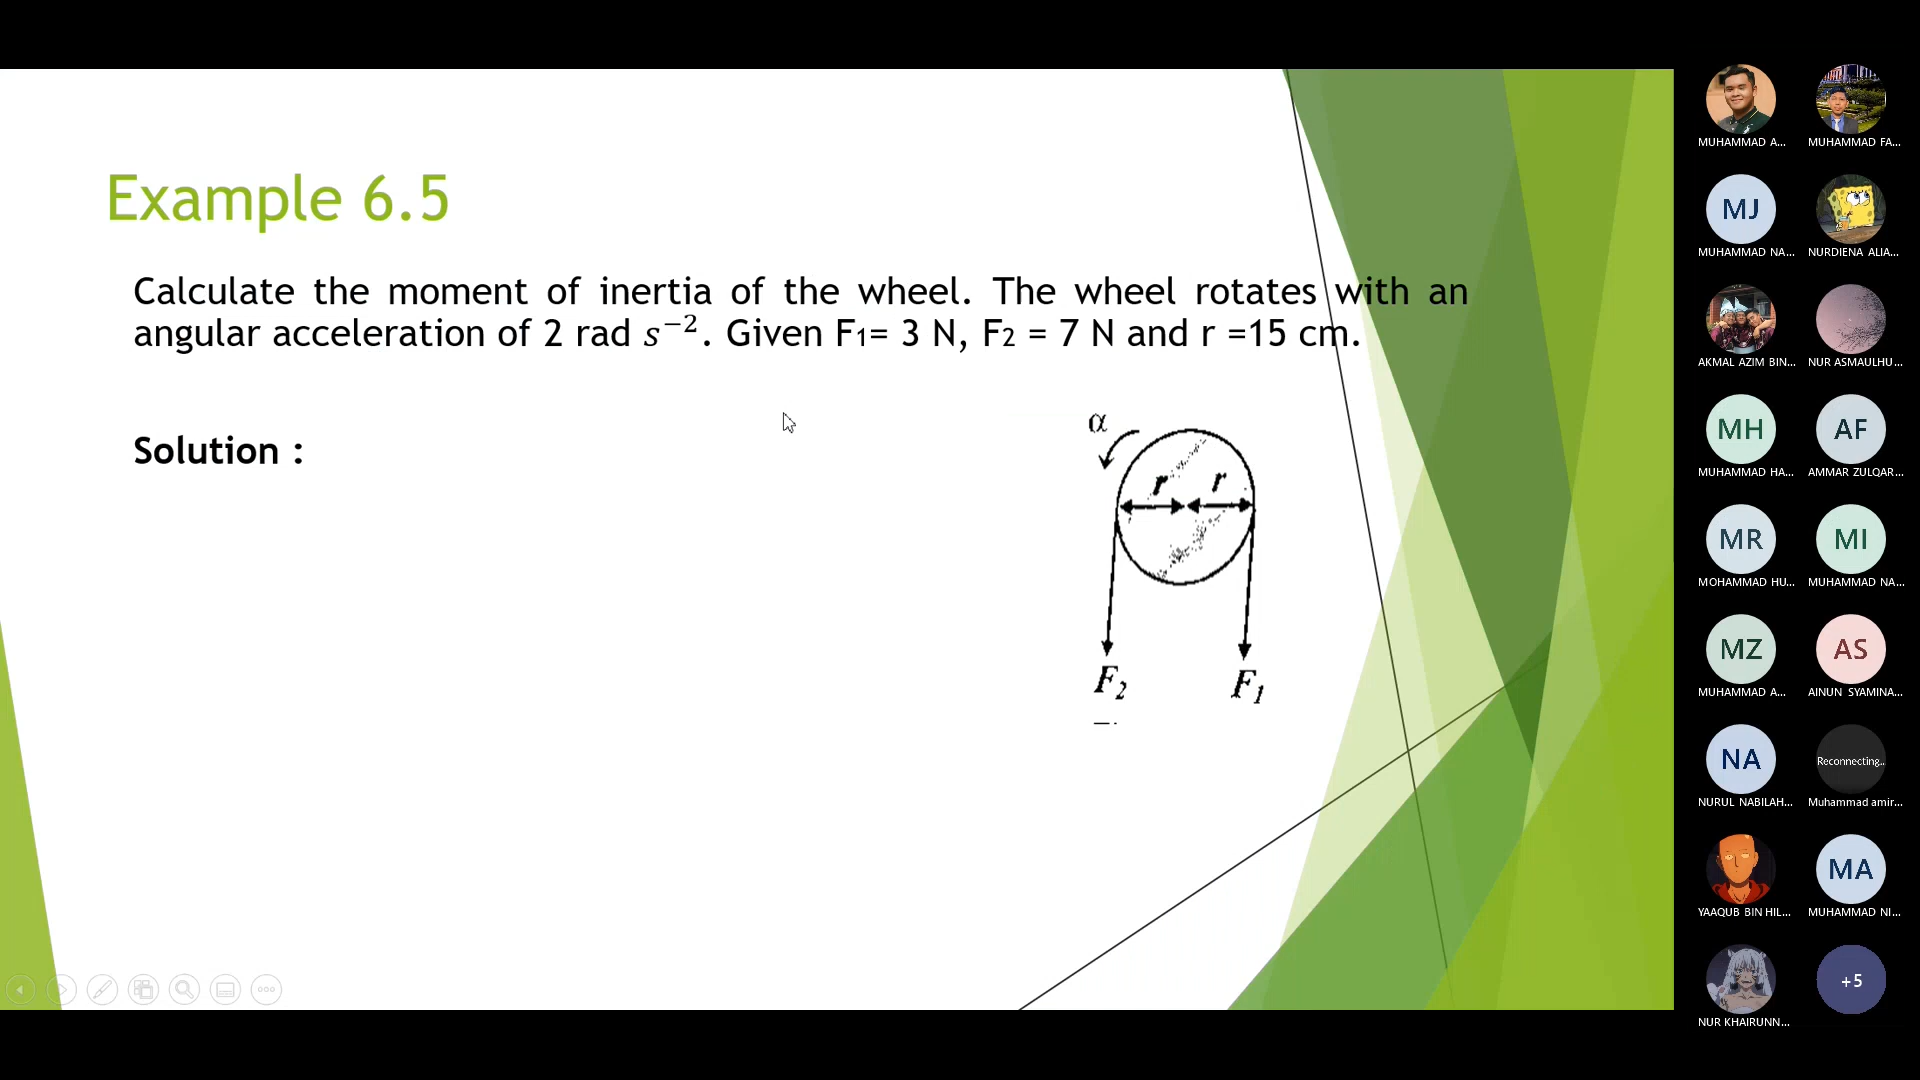 Example 6.5
Calculate the moment of inertia of the wheel. The wheel rotates with an
angular acceleration of 2 rad s⁻². Given F1= 3 N, F2 = 7 N and r =15 cm.
Solution :
α
r r
F2 F1
MUHAMMAD A... MUHAMMAD FA...
MJ
MUHAMMAD NA... NURDIENA ALIA...
AKMAL AZIM BIN... NUR ASMAULHU...
MH AF
MUHAMMAD HA... AMMAR ZULQAR...
MR MI
MOHAMMAD HU... MUHAMMAD NA...
MZ AS
MUHAMMAD A... AINUN SYAMINA...
NA Reconnecting...
NURUL NABILAH... Muhammad amir...
MA
YAAQUB BIN HIL... MUHAMMAD NI...
+5
NUR KHAIRUNN...